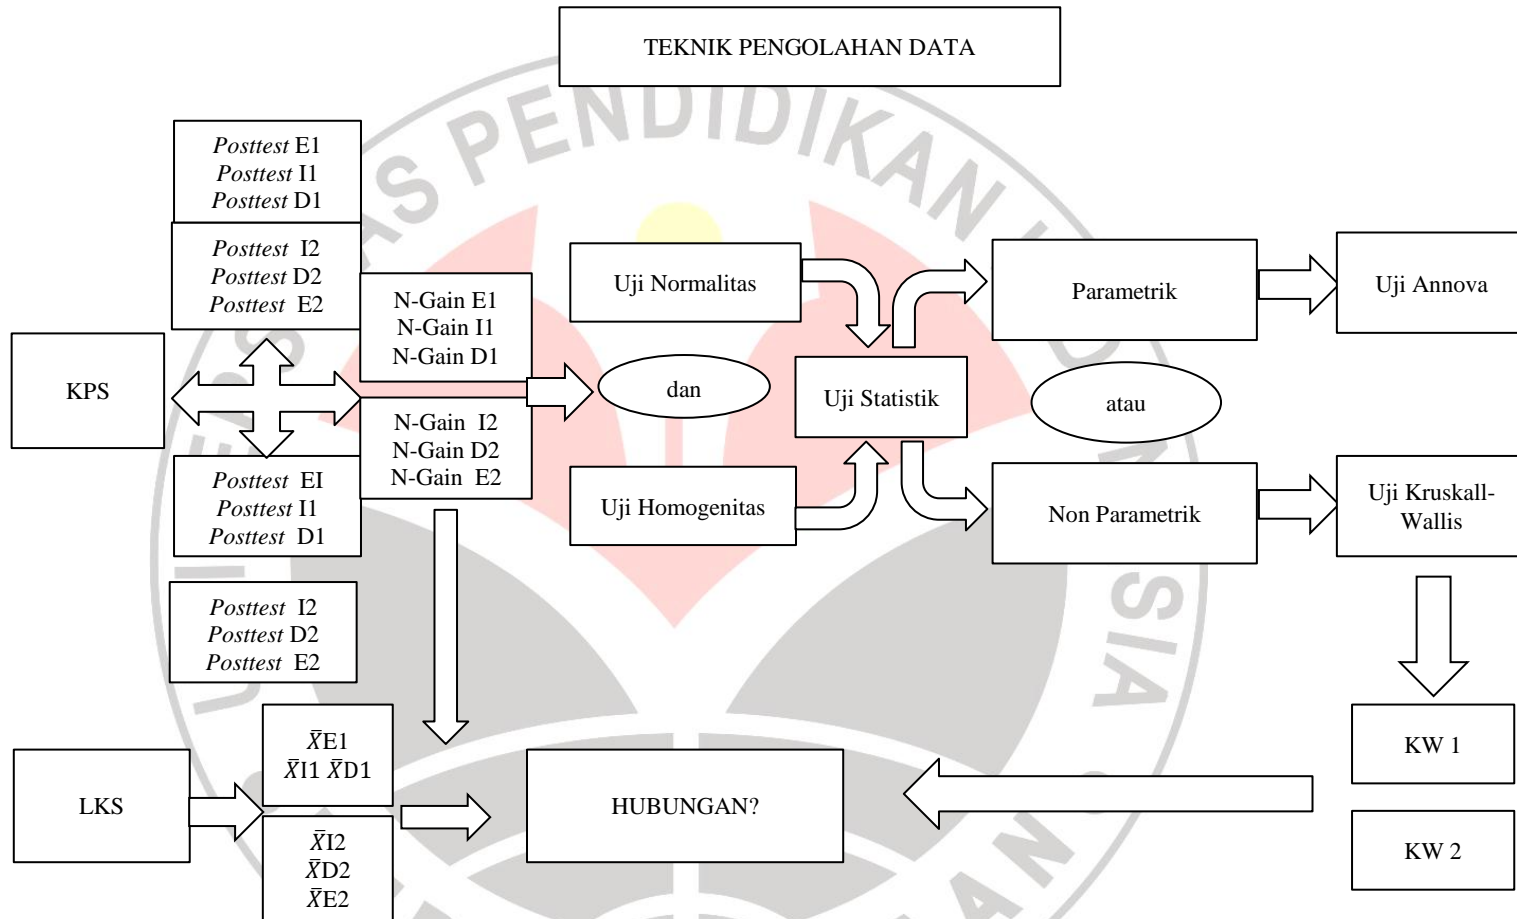 TEKNIK PENGOLAHAN DATA
Posttest E1
Posttest I1
Posttest D1
Posttest I2
Posttest D2
Posttest E2
KPS
N-Gain E1
N-Gain I1
N-Gain D1
N-Gain I2
N-Gain D2
N-Gain E2
Posttest EI
Posttest I1
Posttest D1
Posttest I2
Posttest D2
Posttest E2
Uji Normalitas
dan
Uji Homogenitas
Uji Statistik
Parametrik
atau
Non Parametrik
Uji Annova
Uji Kruskall-
Wallis
KW 1
KW 2
LKS
X̄E1
X̄I1 X̄D1
X̄I2
X̄D2
X̄E2
HUBUNGAN?
PENDIDIKAN